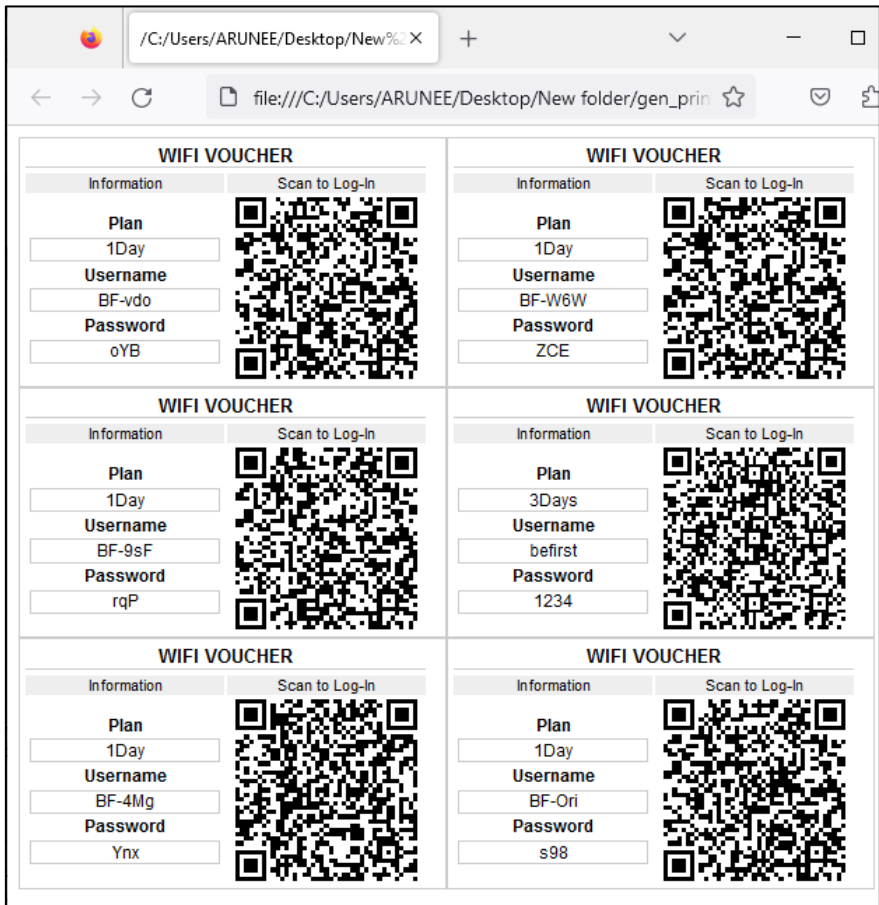 /C:/Users/ARUNEE/Desktop/New%2
file:///C:/Users/ARUNEE/Desktop/New folder/gen_prin
WIFI VOUCHER
Information Scan to Log-In
Plan
1Day
Username
BF-vdo
Password
oYB
WIFI VOUCHER
Information Scan to Log-In
Plan
1Day
Username
BF-W6W
Password
ZCE
WIFI VOUCHER
Information Scan to Log-In
Plan
1Day
Username
BF-9sF
Password
rqP
WIFI VOUCHER
Information Scan to Log-In
Plan
3Days
Username
befirst
Password
1234
WIFI VOUCHER
Information Scan to Log-In
Plan
1Day
Username
BF-4Mg
Password
Ynx
WIFI VOUCHER
Information Scan to Log-In
Plan
1Day
Username
BF-Ori
Password
s98